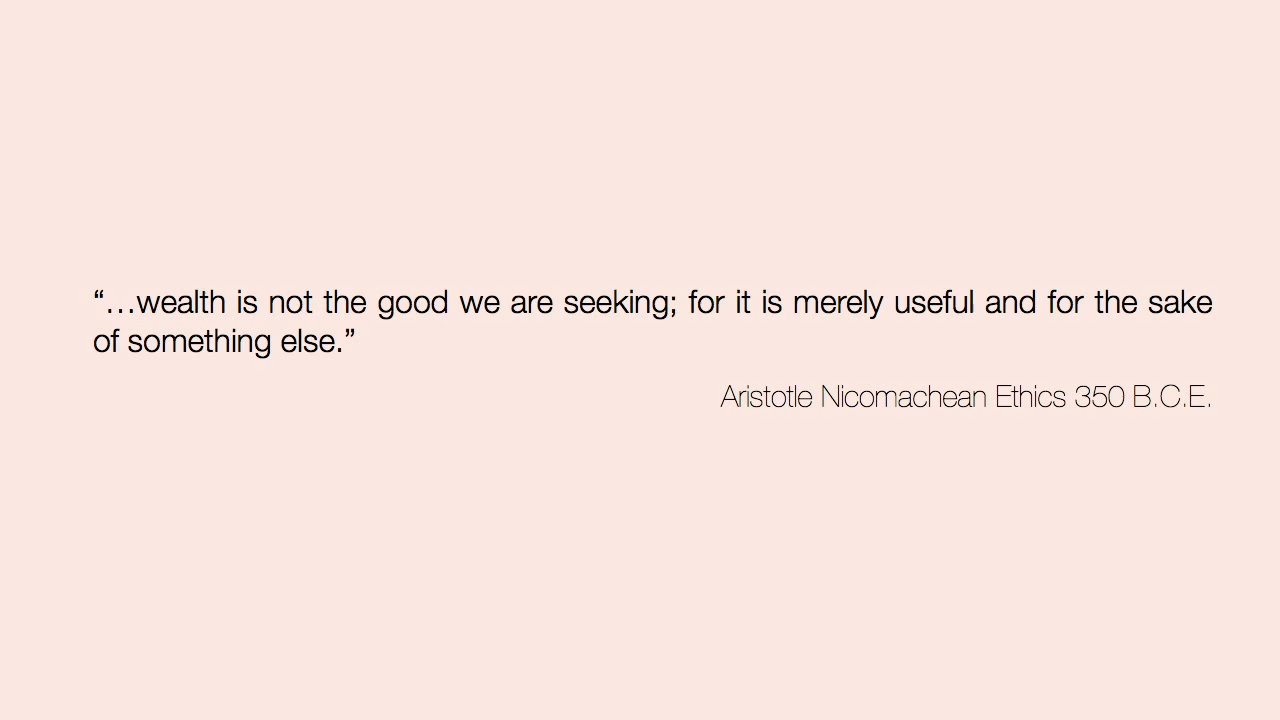 “…wealth is not the good we are seeking; for it is merely useful and for the sake
of something else.”
Aristotle Nicomachean Ethics 350 B.C.E.